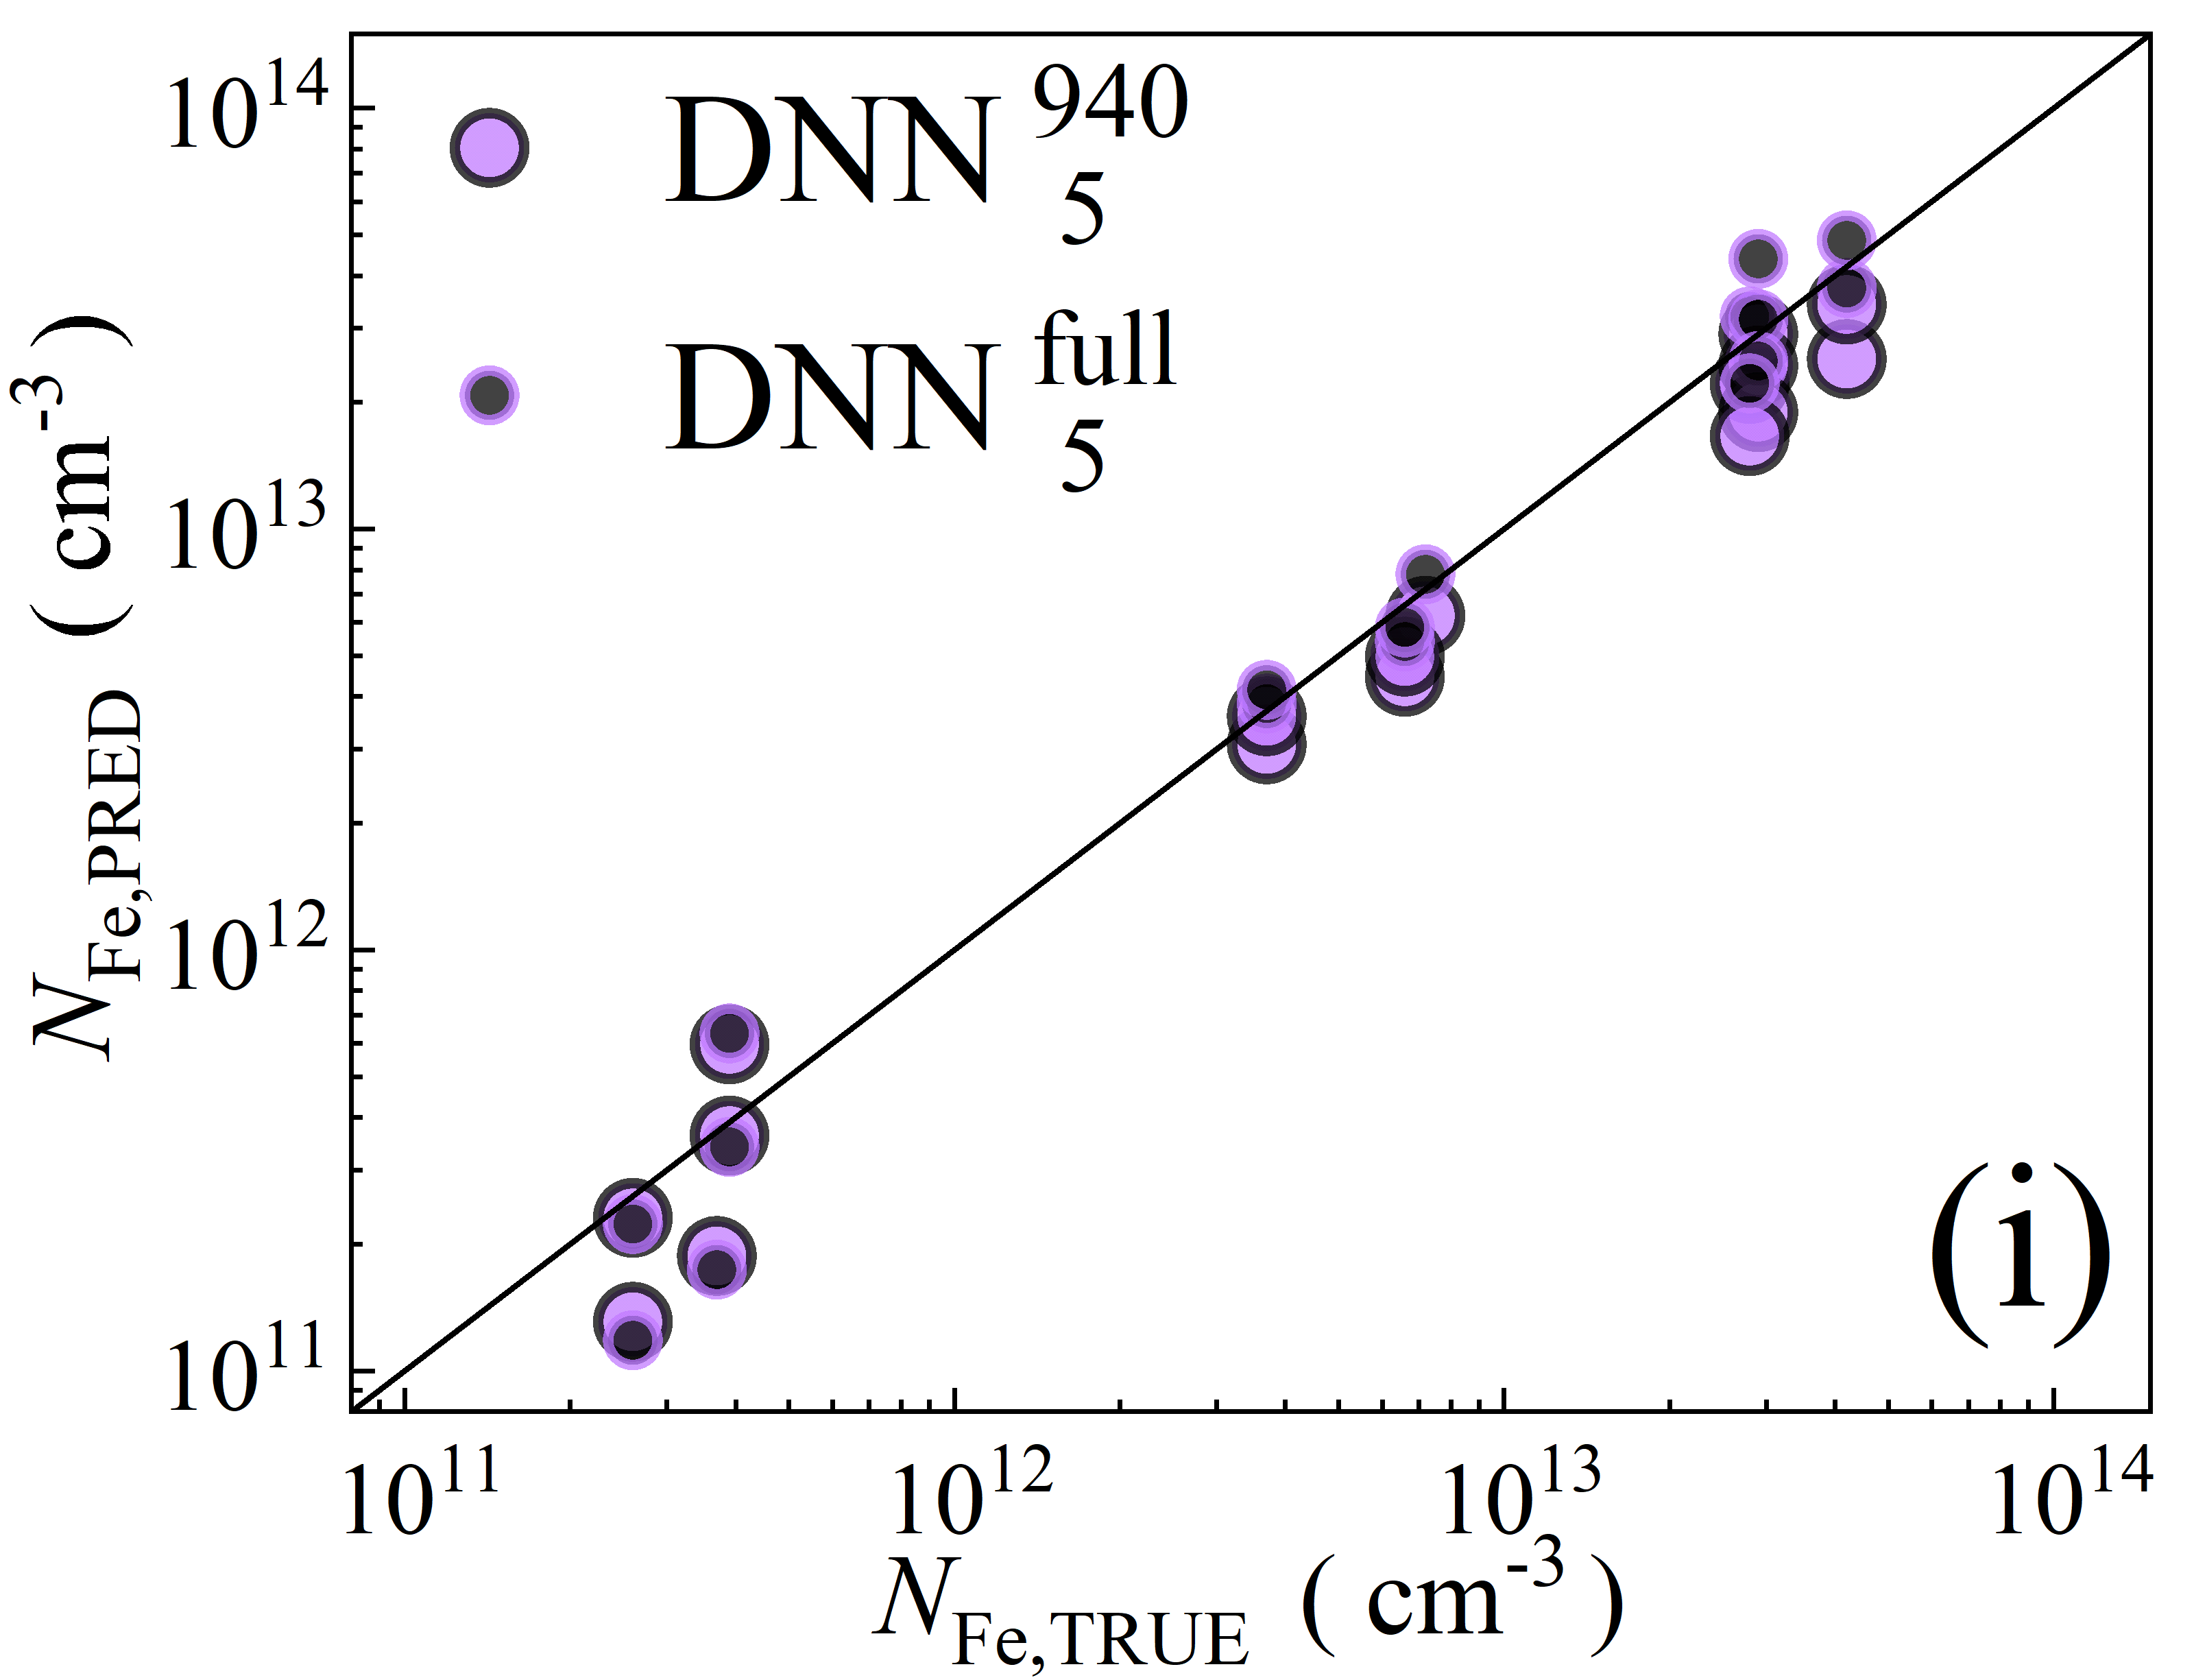 10^14
10^13
10^12
10^11
N_Fe,PRED ( cm^-3 )
DNN_5^940
DNN_5^full
(i)
10^11 10^12 10^13 10^14
N_Fe,TRUE ( cm^-3 )